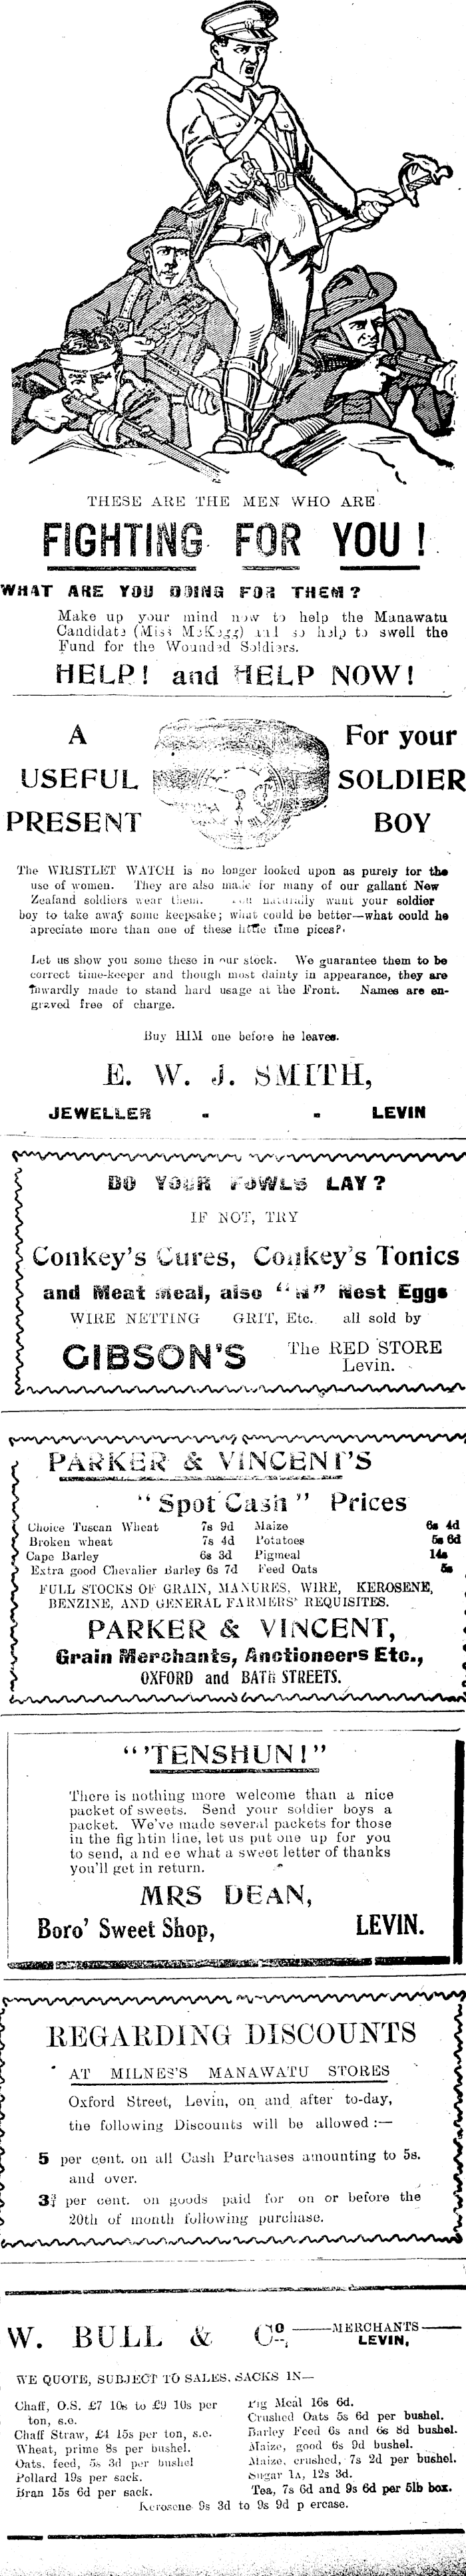 THESE ARE THE MEN WHO ARE
FIGHTING FOR YOU !
WHAT ARE YOU DOING FOR THEM ?
Make up your mind now to help the Manawatu
Candidate (Miss McKegg) and so help to swell the
Fund for the Wounded Soldiers.
HELP! and HELP NOW!
A
USEFUL
PRESENT
For your
SOLDIER
BOY
The WRISTLET WATCH is no longer looked upon as purely for the
use of women. They are also made for many of our gallant New
Zeafand soldiers wear them. naturally want your soldier
boy to take away some keepsake; what could be better—what could he
apreciate more than one of these little time pices?
Let us show you some these in our stock. We guarantee them to be
correct time-keeper and though most dainty in appearance, they are
inwardly made to stand hard usage at the Front. Names are en-
graved free of charge.
Buy HIM one before he leaves.
E. W. J. SMITH,
JEWELLER - - LEVIN
DO YOUR FOWLS LAY ?
IF NOT, TRY
Conkey's Cures, Conkey's Tonics
and Meat meal, also Nest Eggs
WIRE NETTING GRIT, Etc. all sold by
GIBSON'S The RED STORE
Levin.
PARKER & VINCENT'S
" Spot Cash " Prices
Choice Tuscan Wheat 7s 9d Maize 6s 4d
Broken wheat 7s 4d Potatoes 5s 6d
Cape Barley 6s 3d Pigmeal 14s
Extra good Chevalier Barley 6s 7d Feed Oats 5s
FULL STOCKS OF GRAIN, MANURES, WIRE, KEROSENE,
BENZINE, AND GENERAL FARMERS' REQUISITES.
PARKER & VINCENT,
Grain Merchants, Auctioneers Etc.,
OXFORD and BATH STREETS.
"'TENSHUN!"
There is nothing more welcome than a nice
packet of sweets. Send your soldier boys a
packet. We've made several packets for those
in the fig htin line, let us put one up for you
to send, a nd ee what a sweet letter of thanks
you'll get in return.
MRS DEAN,
Boro' Sweet Shop, LEVIN.
REGARDING DISCOUNTS
AT MILNES'S MANAWATU STORES
Oxford Street, Levin, on and after to-day,
the following Discounts will be allowed :—
5 per cent. on all Cash Purchases amounting to 5s.
and over.
3¾ per cent. on goods paid for on or before the
20th of month following purchase.
W. BULL & Co., —MERCHANTS—
LEVIN,
WE QUOTE, SUBJECT TO SALES, SACKS IN—
Chaff, O.S. £7 10s to £9 10s per
ton, s.e.
Chaff Straw, £4 15s per ton, s.e.
Wheat, prime 8s per bushel.
Oats, feed, 5s 3d per bushel
Pollard 19s per sack.
Bran 15s 6d per sack.
Pig Meal 16s 6d.
Crushed Oats 5s 6d per bushel.
Barley Feed 6s and 6s 8d bushel.
Maize, good 6s 9d bushel.
Maize, crushed, 7s 2d per bushel.
Sugar 1A, 12s 3d.
Tea, 7s 6d and 9s 6d per 5lb box.
Kerosene 9s 3d to 9s 9d p ercase.